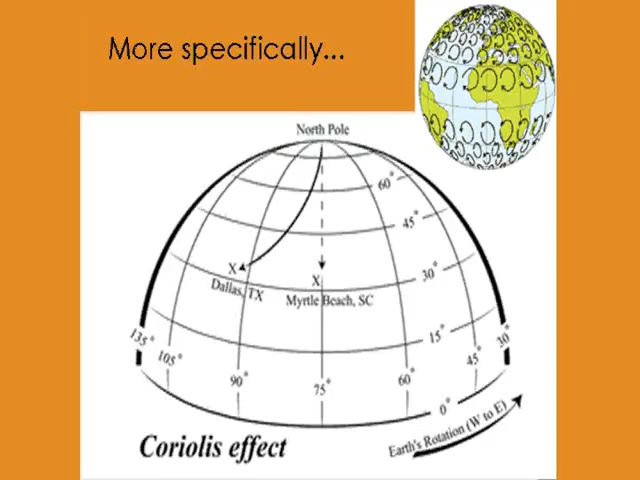 More specifically...
North Pole
60°
45°
X
X
30°
Dallas, TX
Myrtle Beach, SC
135°
105°
90°
75°
60°
45°
30°
15°
0°
Earth's Rotation (W to E)
Coriolis effect